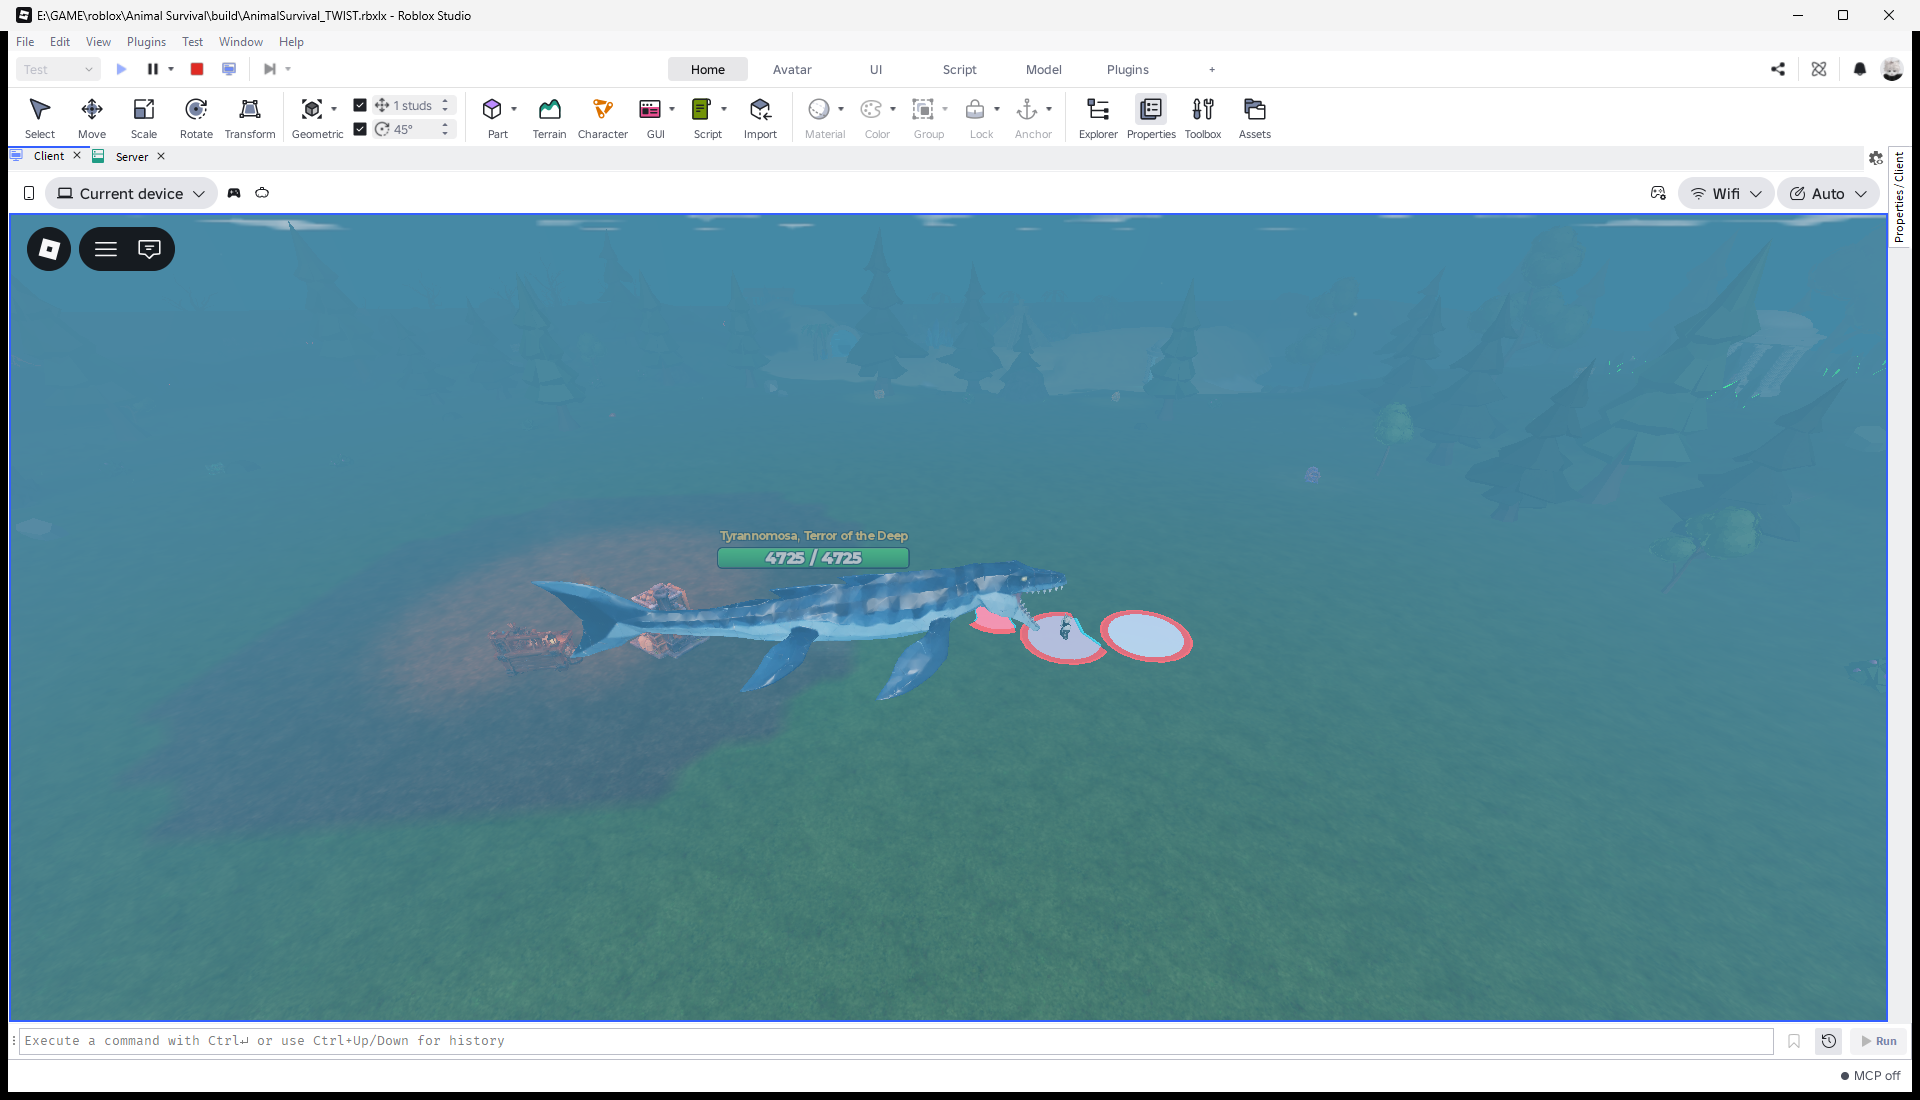 E:\GAME\roblox\Animal Survival\build\AnimalSurvival_TWIST.rbxlx - Roblox Studio
File Edit View Plugins Test Window Help
Test
Home Avatar UI Script Model Plugins +
1 studs
45°
Select Move Scale Rotate Transform Geometric Part Terrain Character GUI Script Import Material Color Group Lock Anchor Explorer Properties Toolbox Assets
Client Server
Current device
Wifi
Auto
Properties / Client
Tyrannomosa, Terror of the Deep
4725 / 4725
Execute a command with Ctrl↵ or use Ctrl+Up/Down for history
Run
MCP off